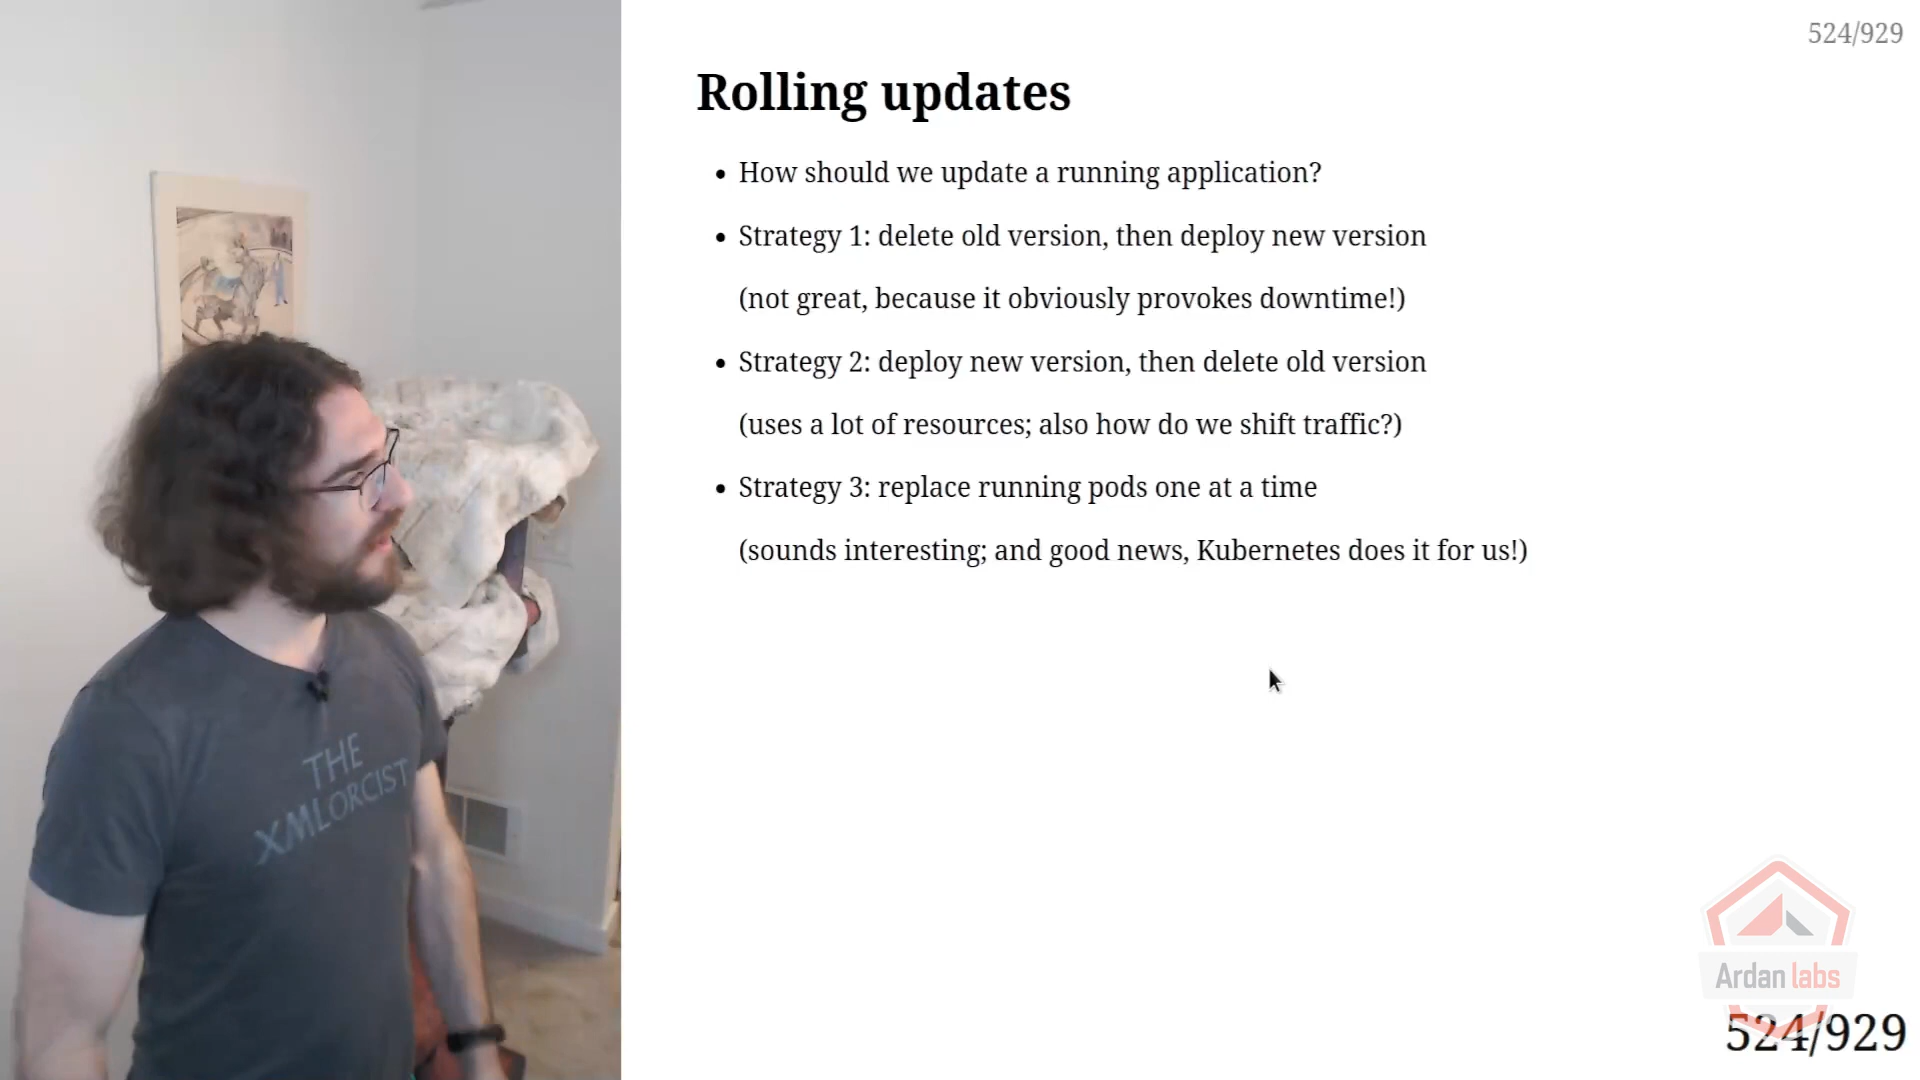 524/929
Rolling updates
• How should we update a running application?
• Strategy 1: delete old version, then deploy new version
(not great, because it obviously provokes downtime!)
• Strategy 2: deploy new version, then delete old version
(uses a lot of resources; also how do we shift traffic?)
• Strategy 3: replace running pods one at a time
(sounds interesting; and good news, Kubernetes does it for us!)
THE
XMLORCIST
Ardan labs
524/929